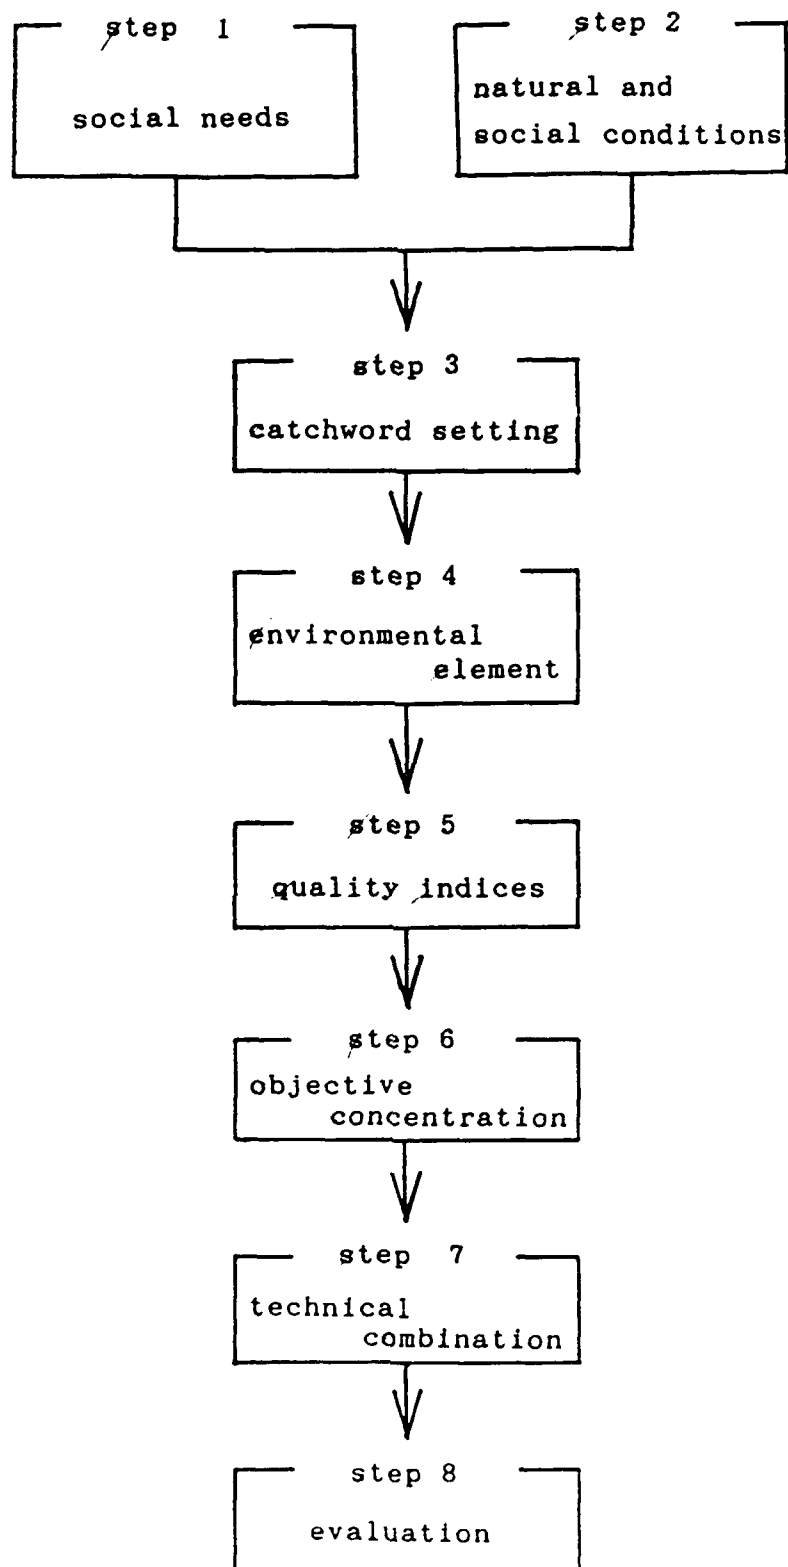 step 1
social needs
step 2
natural and
social conditions
step 3
catchword setting
step 4
environmental
element
step 5
quality indices
step 6
objective
concentration
step 7
technical
combination
step 8
evaluation